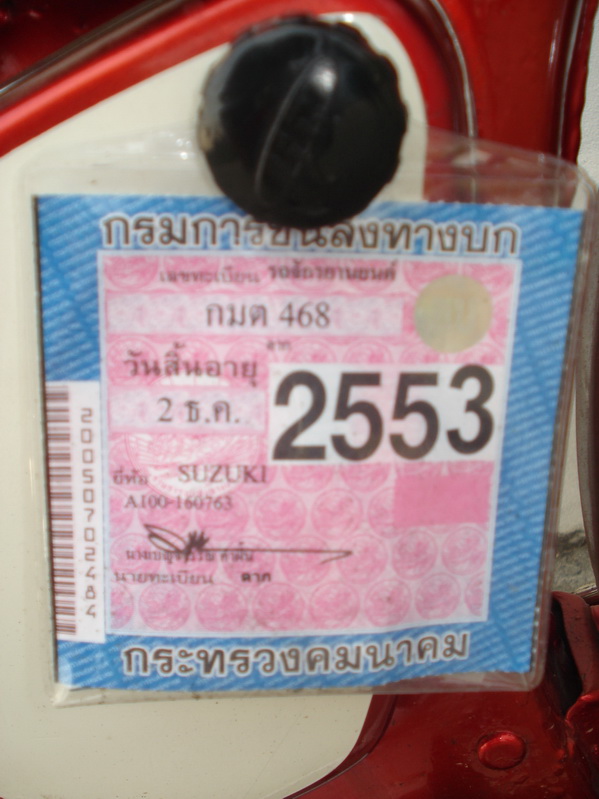 กรมการขนส่งทางบก
เลขทะเบียน รถจักรยานยนต์
กมต 468
ตาก
วันสิ้นอายุ
2 ธ.ค. 2553
ยี่ห้อ SUZUKI
A100-160763
นายทะเบียน ตาก
กระทรวงคมนาคม
20050702484